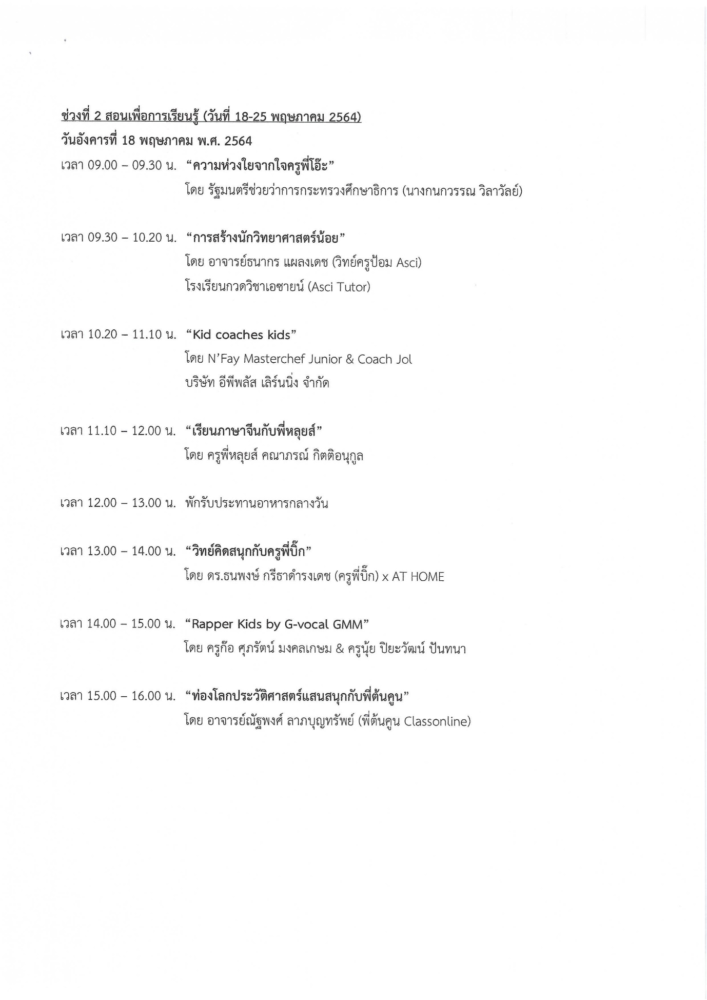 ช่วงที่ 2 สอนเพื่อการเรียนรู้ (วันที่ 18-25 พฤษภาคม 2564)
วันอังคารที่ 18 พฤษภาคม พ.ศ. 2564
เวลา 09.00 – 09.30 น. “ความห่วงใยจากใจครูพี่โอ๊ะ”
โดย รัฐมนตรีช่วยว่าการกระทรวงศึกษาธิการ (นางกนกวรรณ วิลาวัลย์)
เวลา 09.30 – 10.20 น. “การสร้างนักวิทยาศาสตร์น้อย”
โดย อาจารย์ธนากร แผลงเดช (วิทย์ครูป้อม Asci)
โรงเรียนกวดวิชาเอซายน์ (Asci Tutor)
เวลา 10.20 – 11.10 น. “Kid coaches kids”
โดย N’Fay Masterchef Junior & Coach Jol
บริษัท อีพีพลัส เลิร์นนิ่ง จำกัด
เวลา 11.10 – 12.00 น. “เรียนภาษาจีนกับพี่หลุยส์”
โดย ครูพี่หลุยส์ คณาภรณ์ กิตติอนุกูล
เวลา 12.00 – 13.00 น. พักรับประทานอาหารกลางวัน
เวลา 13.00 – 14.00 น. “วิทย์คิดสนุกกับครูพี่บิ๊ก”
โดย ดร.ธนพงษ์ กรีธาดำรงเดช (ครูพี่บิ๊ก) x AT HOME
เวลา 14.00 – 15.00 น. “Rapper Kids by G-vocal GMM”
โดย ครูก๊อ ศุภรัตน์ มงคลเกษม & ครูนุ้ย ปิยะวัฒน์ ปันทนา
เวลา 15.00 – 16.00 น. “ท่องโลกประวัติศาสตร์แสนสนุกกับพี่ต้นคูน”
โดย อาจารย์ณัฐพงศ์ ลาภบุญทรัพย์ (พี่ต้นคูน Classonline)